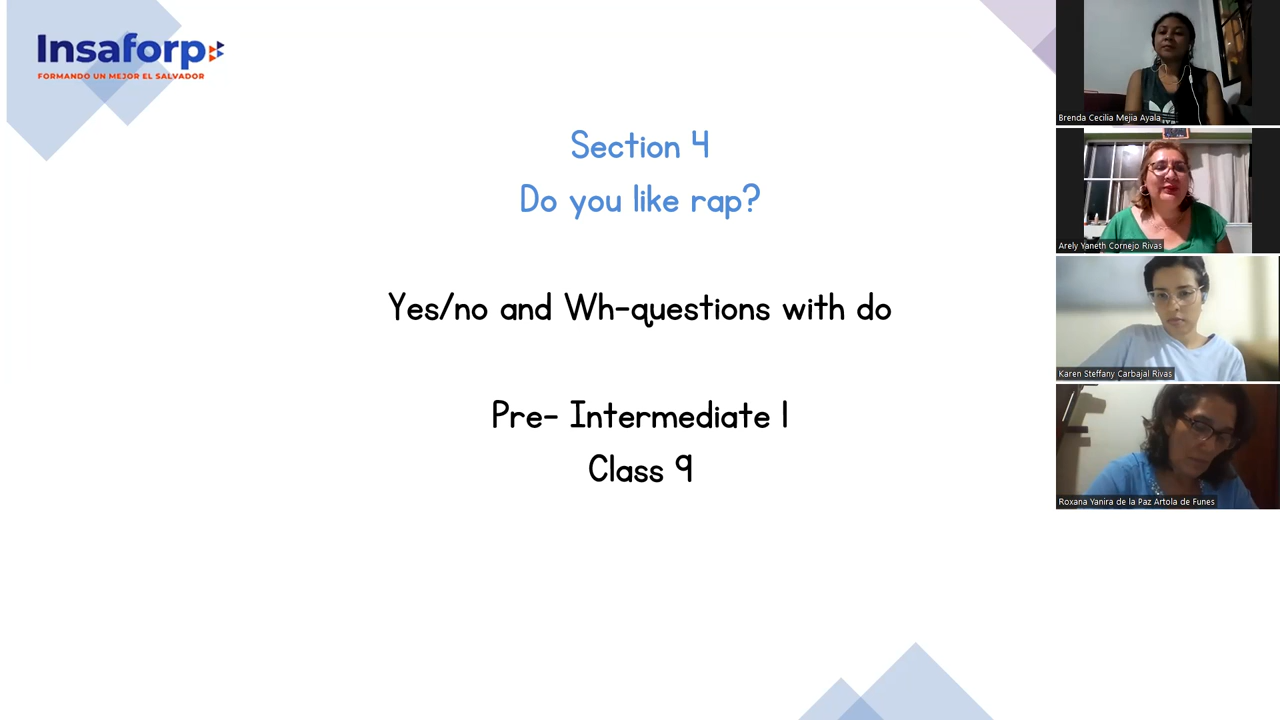 Insaforp
FORMANDO UN MEJOR EL SALVADOR
Section 4
Do you like rap?
Yes/no and Wh-questions with do
Pre- Intermediate 1
Class 9
Brenda Cecilia Mejia Ayala
Arely Yaneth Cornejo Rivas
Karen Steffany Carbajal Rivas
Roxana Yanira de la Paz Artola de Funes